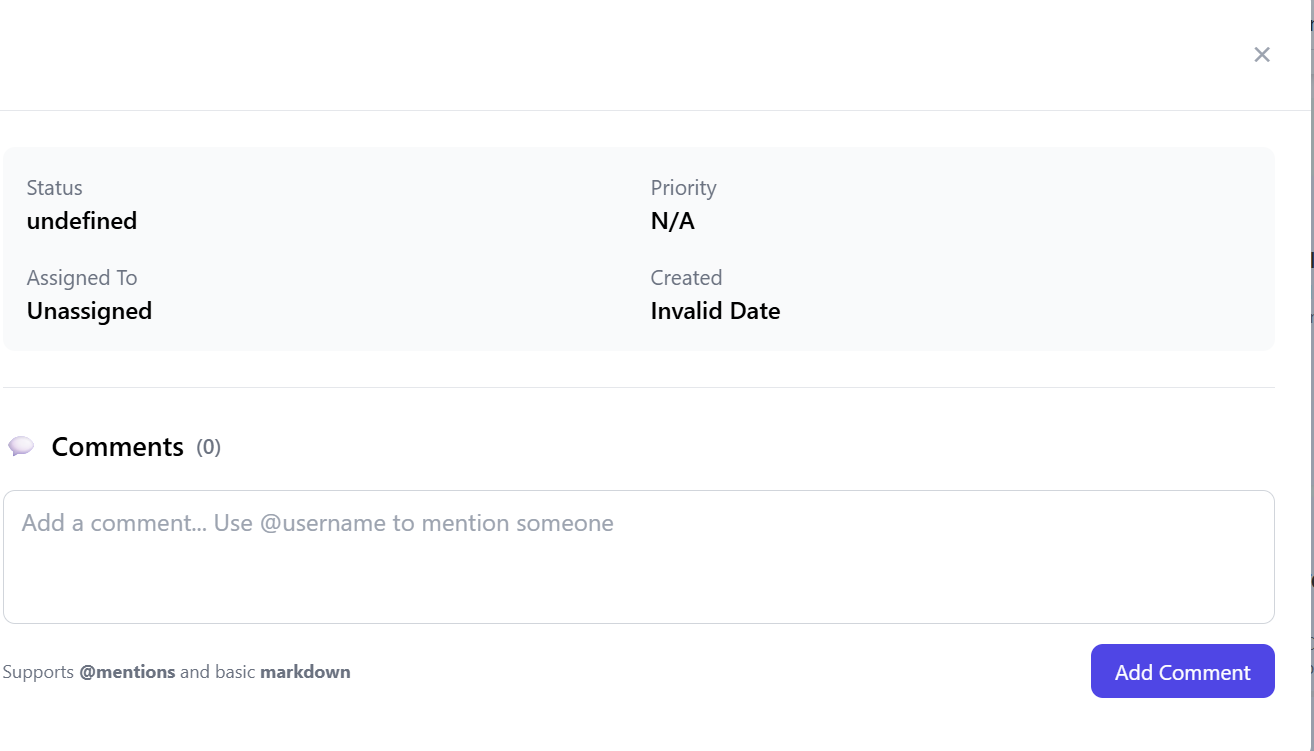 ×
Status
undefined
Priority
N/A
Assigned To
Unassigned
Created
Invalid Date
Comments (0)
Add a comment... Use @username to mention someone
Supports @mentions and basic markdown
Add Comment